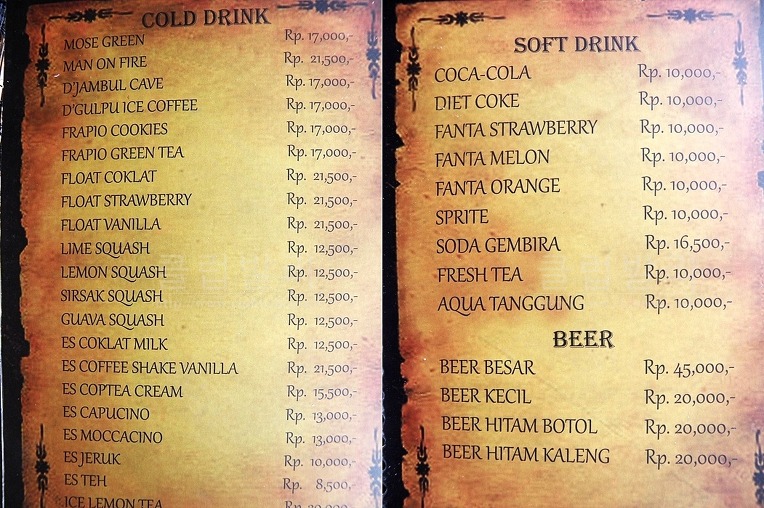 COLD DRINK
MOSE GREEN Rp. 17,000,-
MAN ON FIRE Rp. 21,500,-
D'JAMBUL CAVE Rp. 17,000,-
D'GULPU ICE COFFEE Rp. 17,000,-
FRAPIO COOKIES Rp. 17,000,-
FRAPIO GREEN TEA Rp. 17,000,-
FLOAT COKLAT Rp. 21,500,-
FLOAT STRAWBERRY Rp. 21,500,-
FLOAT VANILLA Rp. 21,500,-
LIME SQUASH Rp. 12,500,-
LEMON SQUASH Rp. 12,500,-
SIRSAK SQUASH Rp. 12,500,-
GUAVA SQUASH Rp. 12,500,-
ES COKLAT MILK Rp. 12,500,-
ES COFFEE SHAKE VANILLA Rp. 21,500,-
ES COPTEA CREAM Rp. 15,500,-
ES CAPUCINO Rp. 13,000,-
ES MOCCACINO Rp. 13,000,-
ES JERUK Rp. 10,000,-
ES TEH Rp. 8,500,-
ICE LEMON TEA Rp.
SOFT DRINK
COCA-COLA Rp. 10,000,-
DIET COKE Rp. 10,000,-
FANTA STRAWBERRY Rp. 10,000,-
FANTA MELON Rp. 10,000,-
FANTA ORANGE Rp. 10,000,-
SPRITE Rp. 10,000,-
SODA GEMBIRA Rp. 16,500,-
FRESH TEA Rp. 10,000,-
AQUA TANGGUNG Rp. 10,000,-
BEER
BEER BESAR Rp. 45,000,-
BEER KECIL Rp. 20,000,-
BEER HITAM BOTOL Rp. 20,000,-
BEER HITAM KALENG Rp. 20,000,-